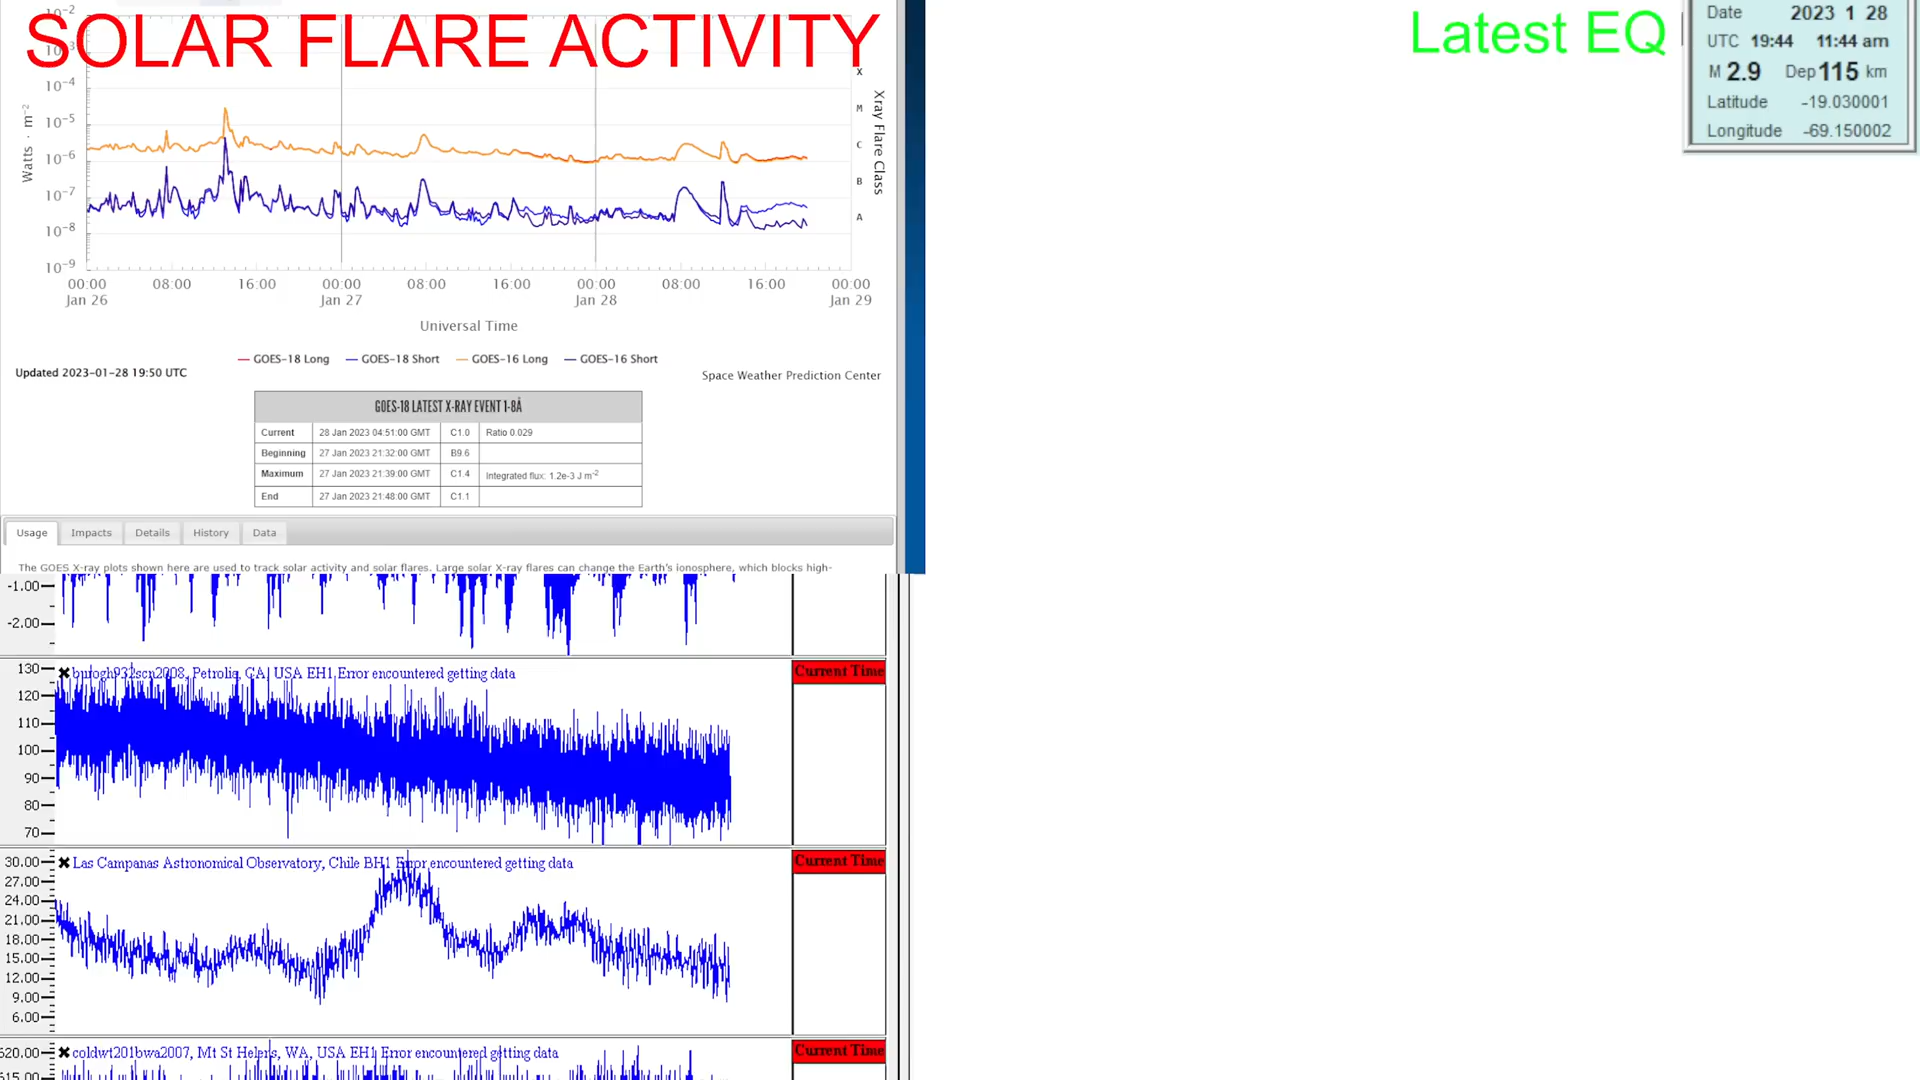 SOLAR FLARE ACTIVITY
10-2
10-4
10-5
10-6
10-7
10-8
10-9
Watts · m-2
X
M
C
B
A
Xray Flare Class
00:00 08:00 16:00 00:00 08:00 16:00 00:00 08:00 16:00 00:00
Jan 26 Jan 27 Jan 28 Jan 29
Universal Time
GOES-18 Long GOES-18 Short GOES-16 Long GOES-16 Short
Updated 2023-01-28 19:50 UTC
Space Weather Prediction Center
GOES-18 LATEST X-RAY EVENT 1-8Å
Current 28 Jan 2023 04:51:00 GMT C1.0 Ratio 0.029
Beginning 27 Jan 2023 21:32:00 GMT B9.6
Maximum 27 Jan 2023 21:39:00 GMT C1.4 Integrated flux: 1.2e-3 J m-2
End 27 Jan 2023 21:48:00 GMT C1.1
Usage Impacts Details History Data
The GOES X-ray plots shown here are used to track solar activity and solar flares. Large solar X-ray flares can change the Earth's ionosphere, which blocks high-
-1.00
-2.00
130
120
110
100
90
80
70
Petrolia, CA, USA EH1 Error encountered getting data
Current Time
30.00
27.00
24.00
21.00
18.00
15.00
12.00
9.00
6.00
Las Campanas Astronomical Observatory, Chile BH1 Error encountered getting data
Current Time
620.00
615.00
coldwt201bwa2007, Mt St Helens, WA, USA EH1 Error encountered getting data
Current Time
Latest EQ
Date 2023 1 28
UTC 19:44 11:44 am
M 2.9 Dep 115 km
Latitude -19.030001
Longitude -69.150002